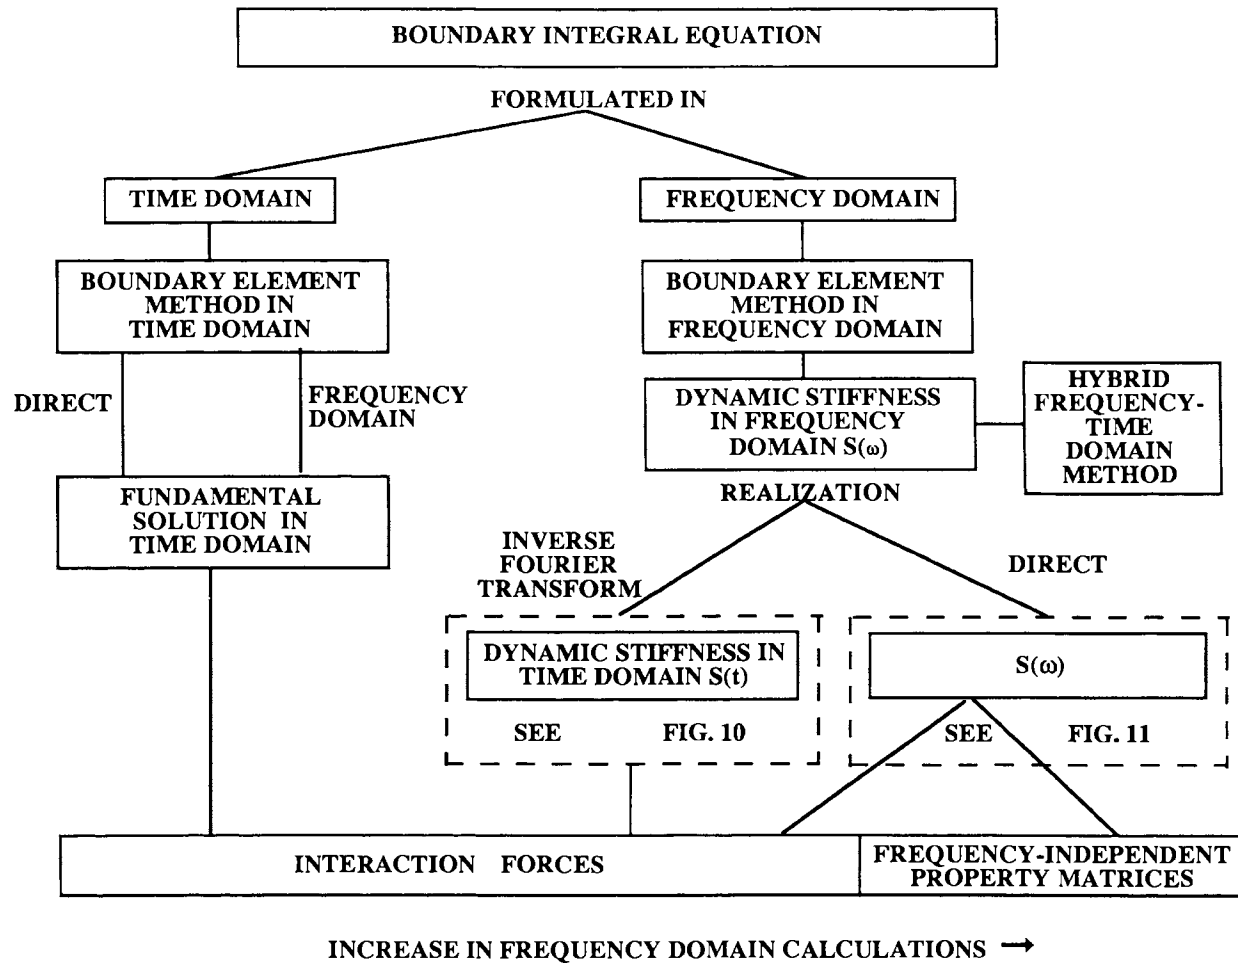 BOUNDARY INTEGRAL EQUATION
FORMULATED IN
TIME DOMAIN
FREQUENCY DOMAIN
BOUNDARY ELEMENT
METHOD IN
TIME DOMAIN
BOUNDARY ELEMENT
METHOD IN
FREQUENCY DOMAIN
DIRECT
FREQUENCY
DOMAIN
DYNAMIC STIFFNESS
IN FREQUENCY
DOMAIN S(ω)
HYBRID
FREQUENCY-
TIME
DOMAIN
METHOD
FUNDAMENTAL
SOLUTION IN
TIME DOMAIN
REALIZATION
INVERSE
FOURIER
TRANSFORM
DIRECT
DYNAMIC STIFFNESS IN
TIME DOMAIN S(t)
SEE FIG. 10
S(ω)
SEE FIG. 11
INTERACTION FORCES
FREQUENCY-INDEPENDENT
PROPERTY MATRICES
INCREASE IN FREQUENCY DOMAIN CALCULATIONS →